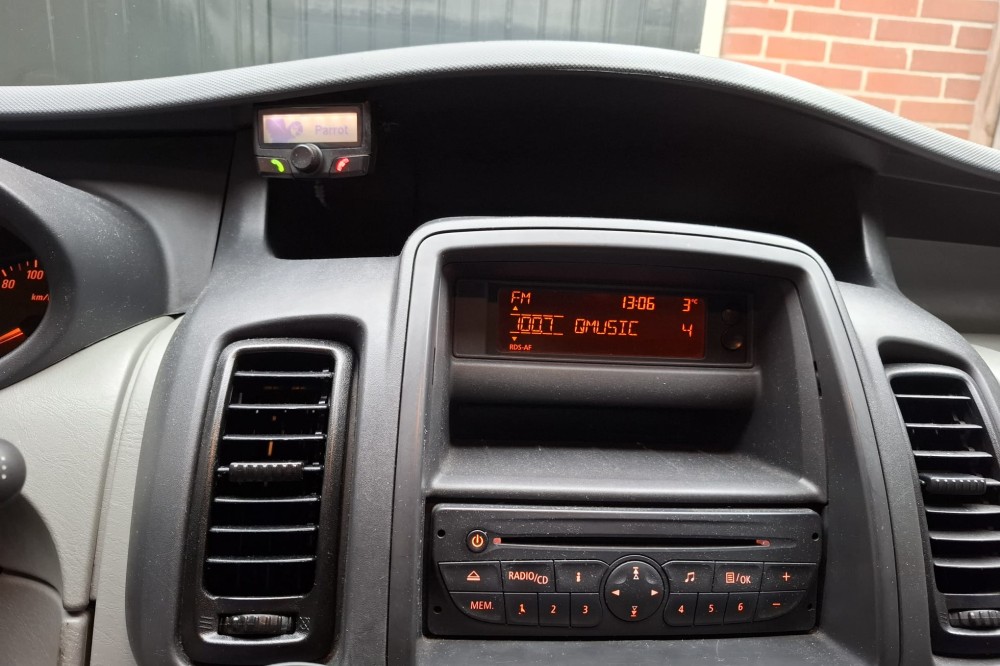 Parrot
80 100
km/
FM 13:06 3°C
100.7 QMUSIC 4
RDS-AF
RADIO/CD i /OK +
MEM. 1 2 3 4 5 6 -